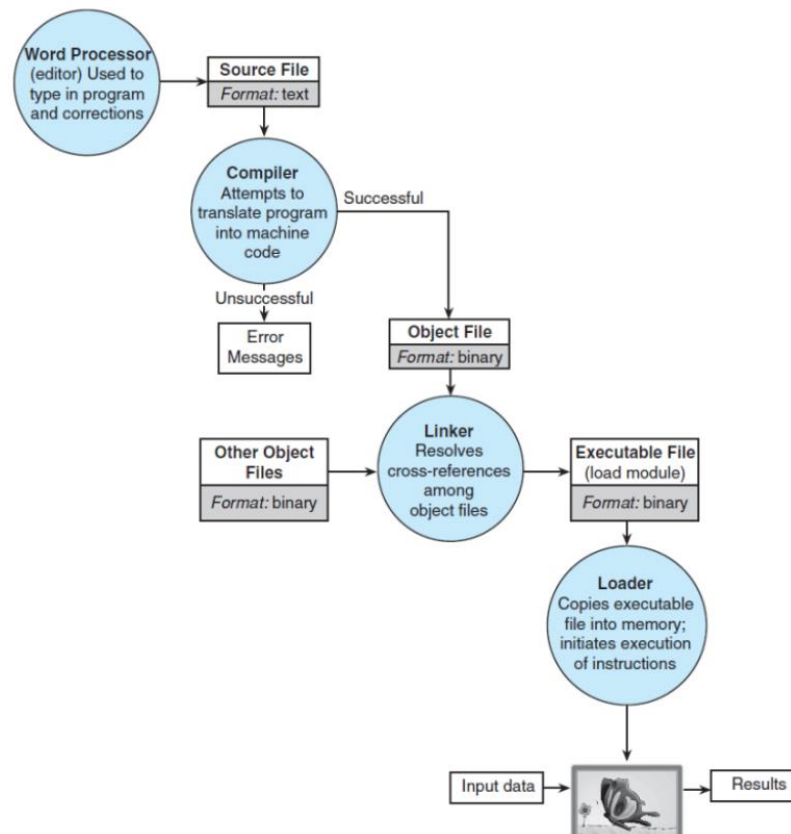 Word Processor
(editor) Used to
type in program
and corrections
Source File
Format: text
Compiler
Attempts to
translate program
into machine
code
Successful
Unsuccessful
Error
Messages
Object File
Format: binary
Other Object
Files
Format: binary
Linker
Resolves
cross-references
among
object files
Executable File
(load module)
Format: binary
Loader
Copies executable
file into memory;
initiates execution
of instructions
Input data
Results